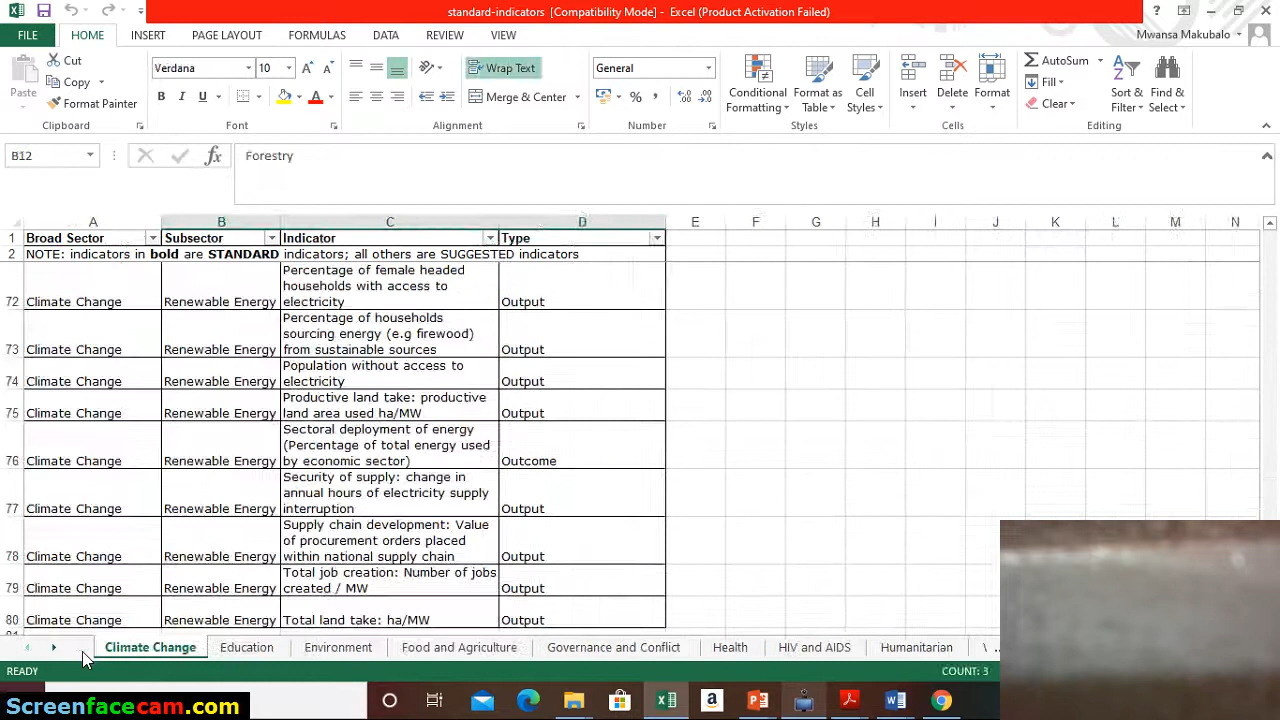 standard-indicators [Compatibility Mode] - Excel (Product Activation Failed)
FILE HOME INSERT PAGE LAYOUT FORMULAS DATA REVIEW VIEW Mwansa Makubalo
Paste Cut Copy Format Painter Clipboard
Verdana 10 B I U A Font
Wrap Text Merge & Center Alignment
General % , Number
Conditional Formatting Format as Table Cell Styles Styles
Insert Delete Format Cells
AutoSum Fill Clear Sort & Filter Find & Select Editing
B12 fx Forestry
A B C D E F G H I J K L M N
1 Broad Sector Subsector Indicator Type
2 NOTE: indicators in bold are STANDARD indicators; all others are SUGGESTED indicators
Percentage of female headed
households with access to
72 Climate Change Renewable Energy electricity Output
Percentage of households
sourcing energy (e.g firewood)
73 Climate Change Renewable Energy from sustainable sources Output
Population without access to
74 Climate Change Renewable Energy electricity Output
Productive land take: productive
75 Climate Change Renewable Energy land area used ha/MW Output
Sectoral deployment of energy
(Percentage of total energy used
76 Climate Change Renewable Energy by economic sector) Outcome
Security of supply: change in
annual hours of electricity supply
77 Climate Change Renewable Energy interruption Output
Supply chain development: Value
of procurement orders placed
78 Climate Change Renewable Energy within national supply chain Output
Total job creation: Number of jobs
79 Climate Change Renewable Energy created / MW Output
80 Climate Change Renewable Energy Total land take: ha/MW Output
Climate Change Education Environment Food and Agriculture Governance and Conflict Health HIV and AIDS Humanitarian
READY COUNT: 3
Screenfacecam.com